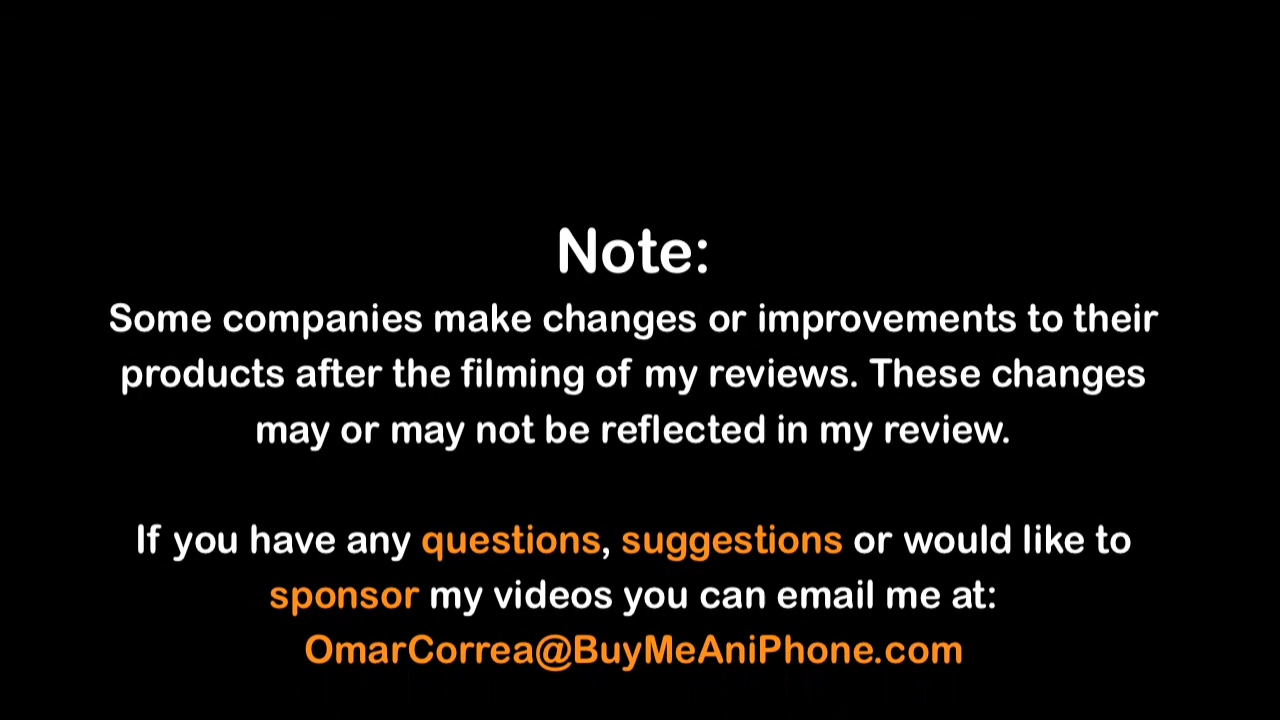 Note:
Some companies make changes or improvements to their
products after the filming of my reviews. These changes
may or may not be reflected in my review.
If you have any questions, suggestions or would like to
sponsor my videos you can email me at:
OmarCorrea@BuyMeAniPhone.com